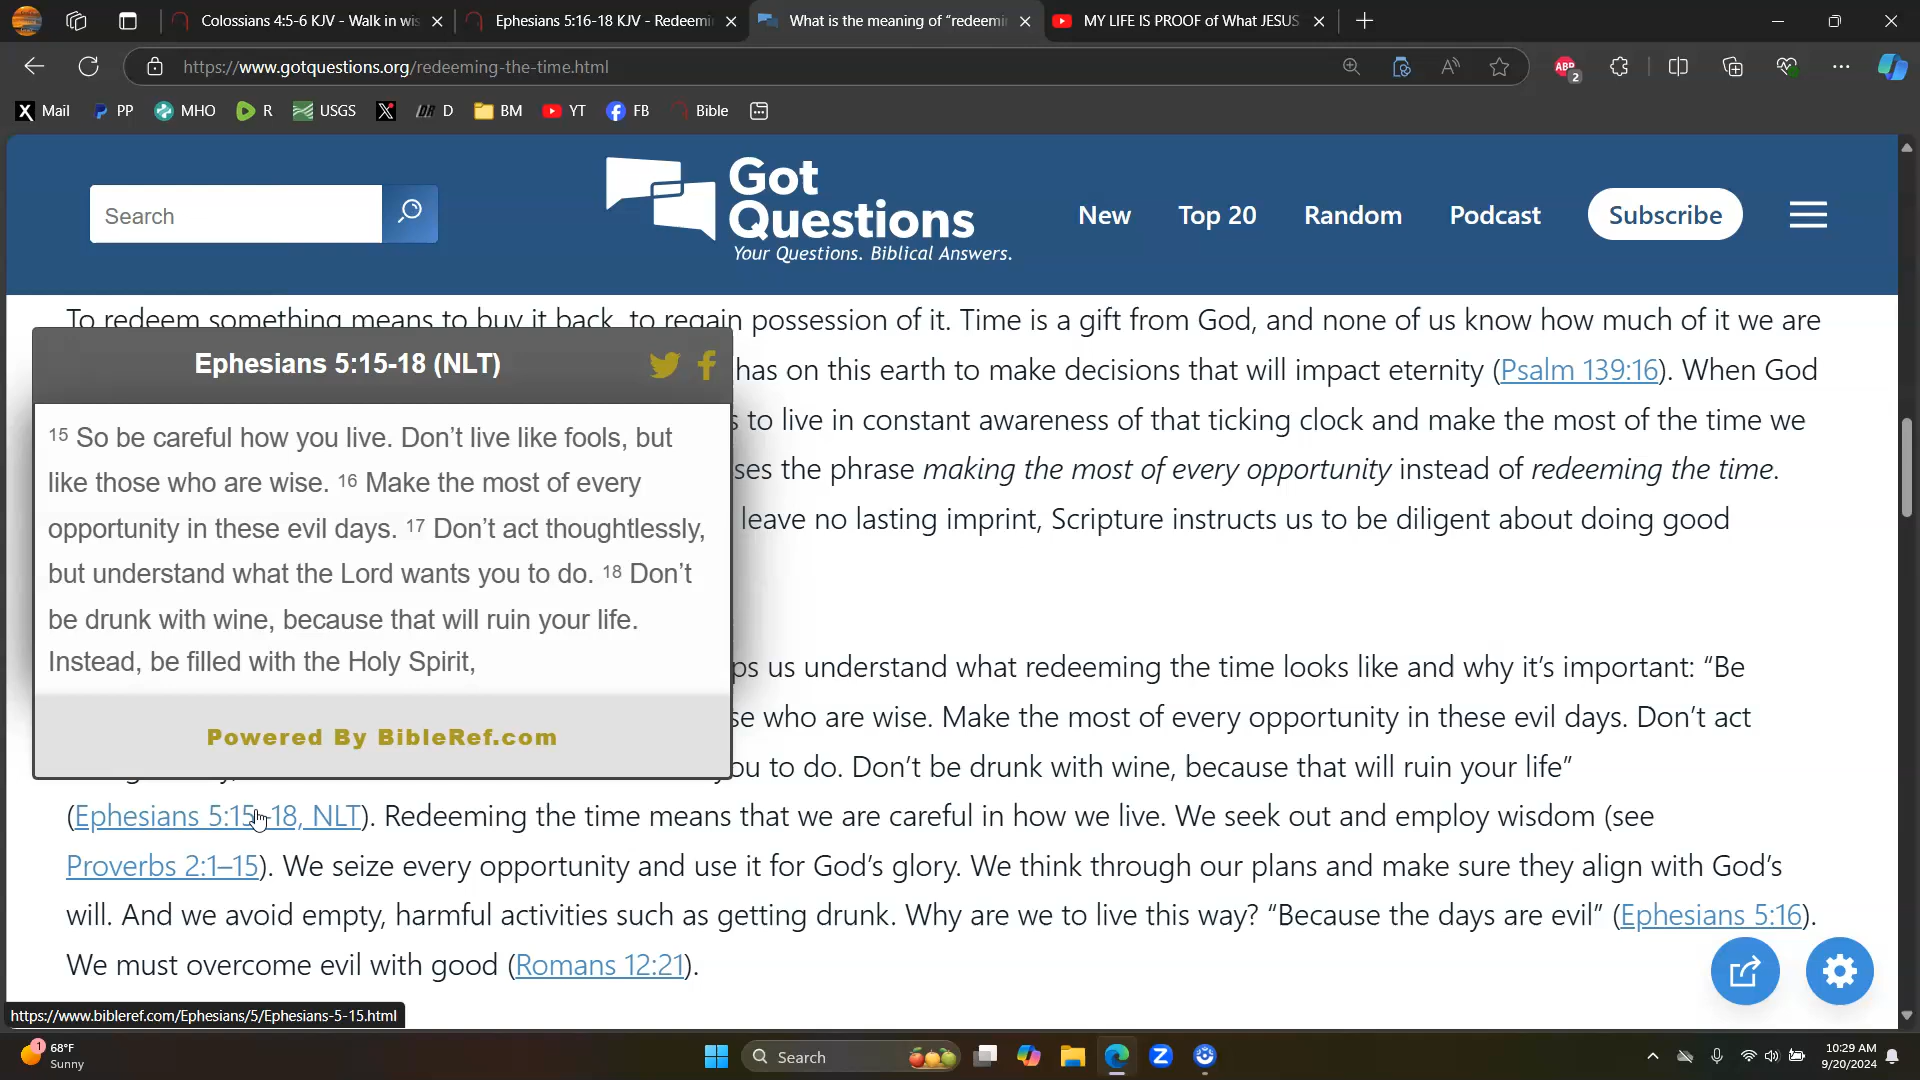 Colossians 4:5-6 KJV - Walk in wis
Ephesians 5:16-18 KJV - Redeemi
What is the meaning of “redeemin
MY LIFE IS PROOF of What JESUS
https://www.gotquestions.org/redeeming-the-time.html
ABP
2
X Mail
PP
MHO
R
USGS
X
DR D
BM
YT
FB
Bible
Search
Got
Questions
Your Questions. Biblical Answers.
New
Top 20
Random
Podcast
Subscribe
To redeem something means to buy it back, to regain possession of it. Time is a gift from God, and none of us know how much of it we are
has on this earth to make decisions that will impact eternity (Psalm 139:16). When God
s to live in constant awareness of that ticking clock and make the most of the time we
ses the phrase making the most of every opportunity instead of redeeming the time.
leave no lasting imprint, Scripture instructs us to be diligent about doing good
Ephesians 5:15-18 (NLT)
15 So be careful how you live. Don’t live like fools, but
like those who are wise. 16 Make the most of every
opportunity in these evil days. 17 Don’t act thoughtlessly,
but understand what the Lord wants you to do. 18 Don’t
be drunk with wine, because that will ruin your life.
Instead, be filled with the Holy Spirit,
Powered By BibleRef.com
ps us understand what redeeming the time looks like and why it’s important: “Be
se who are wise. Make the most of every opportunity in these evil days. Don’t act
ou to do. Don’t be drunk with wine, because that will ruin your life”
(Ephesians 5:15–18, NLT). Redeeming the time means that we are careful in how we live. We seek out and employ wisdom (see
Proverbs 2:1–15). We seize every opportunity and use it for God’s glory. We think through our plans and make sure they align with God’s
will. And we avoid empty, harmful activities such as getting drunk. Why are we to live this way? “Because the days are evil” (Ephesians 5:16).
We must overcome evil with good (Romans 12:21).
https://www.bibleref.com/Ephesians/5/Ephesians-5-15.html
1
68°F
Sunny
Search
10:29 AM
9/20/2024